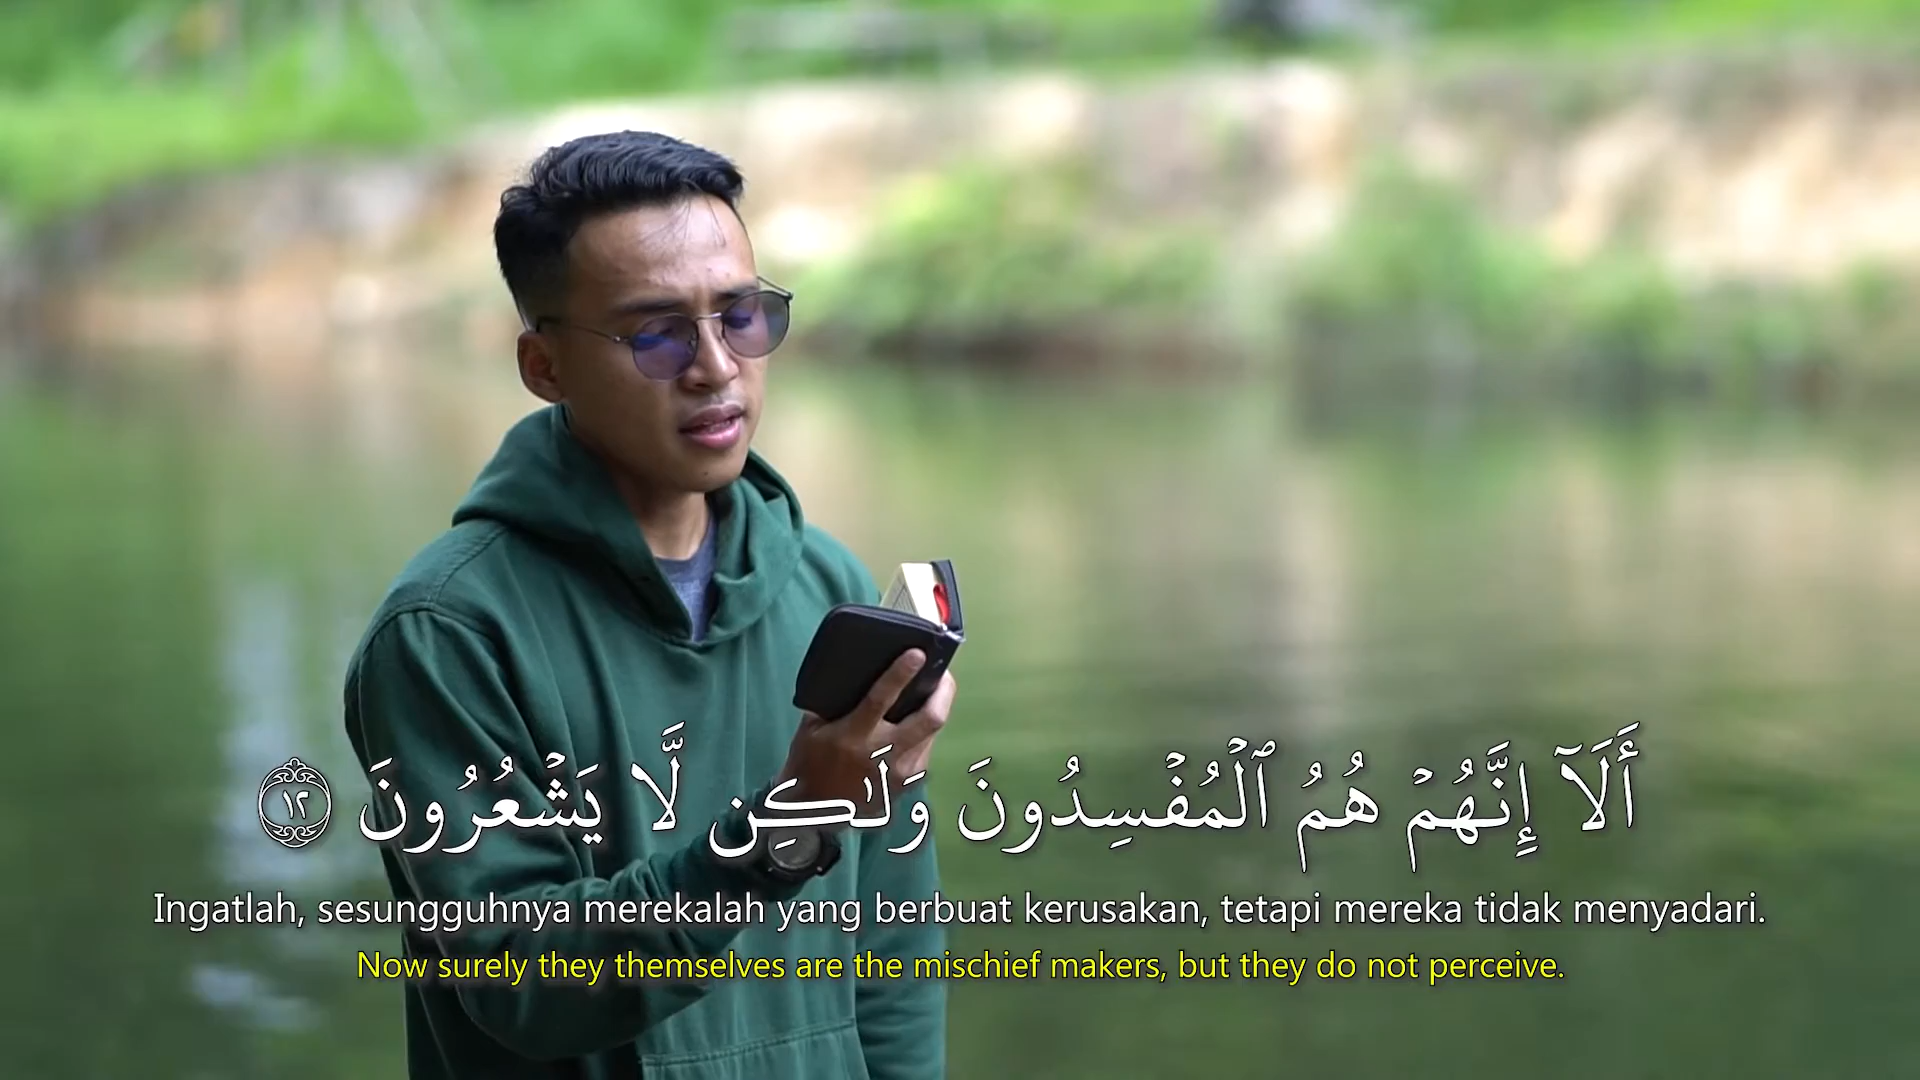 أَلَآ إِنَّهُمۡ هُمُ ٱلۡمُفۡسِدُونَ وَلَٰكِن لَّا يَشۡعُرُونَ ١٢
Ingatlah, sesungguhnya merekalah yang berbuat kerusakan, tetapi mereka tidak menyadari.
Now surely they themselves are the mischief makers, but they do not perceive.